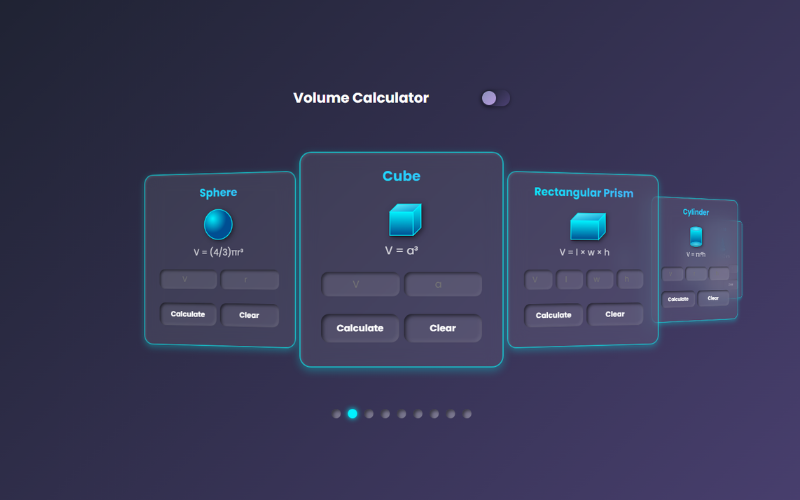 Volume Calculator
Sphere
V = (4/3)πr³
V r
Calculate Clear
Cube
V = a³
V a
Calculate Clear
Rectangular Prism
V = l × w × h
V l w h
Calculate Clear
Cylinder
V = πr²h
Calculate Clear